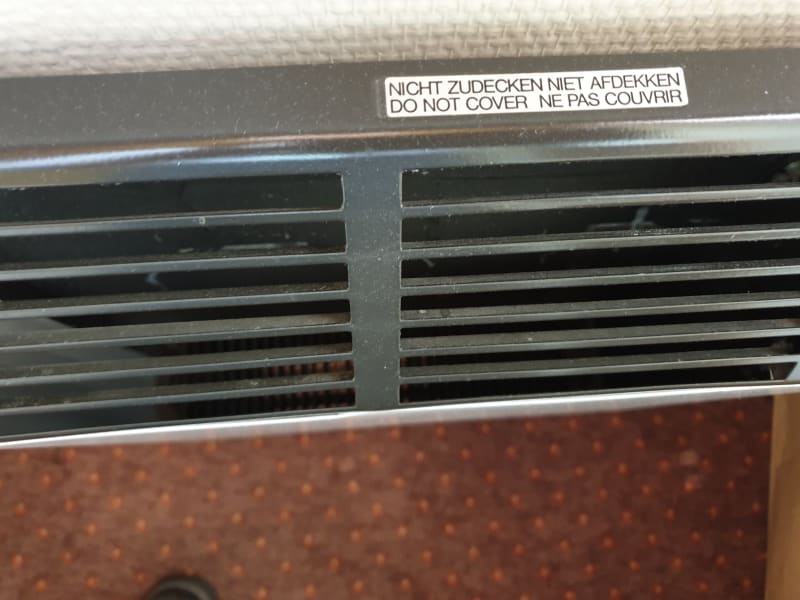 NICHT ZUDECKEN NIET AFDEKKEN
DO NOT COVER NE PAS COUVRIR